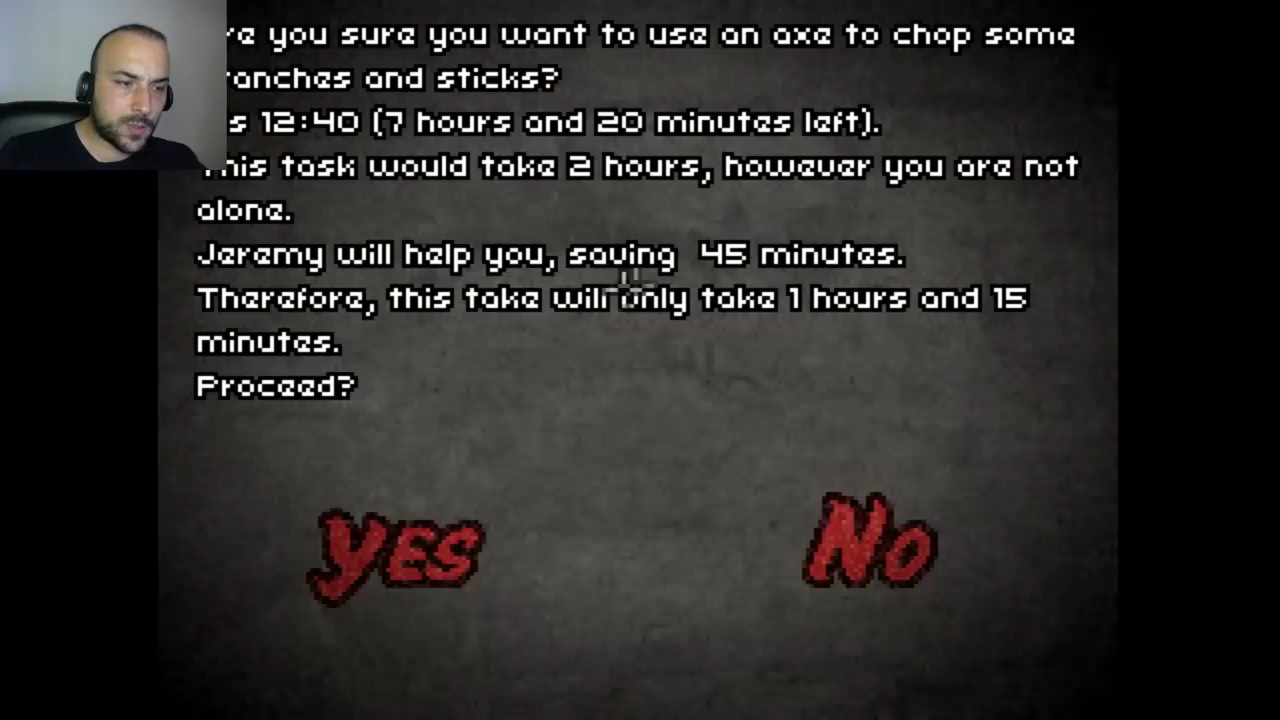 re you sure you want to use an axe to chop some
ranches and sticks?
s 12:40 (7 hours and 20 minutes left).
This task would take 2 hours, however you are not
alone.
Jeremy will help you, saving 45 minutes.
Therefore, this take will only take 1 hours and 15
minutes.
Proceed?
YES
NO